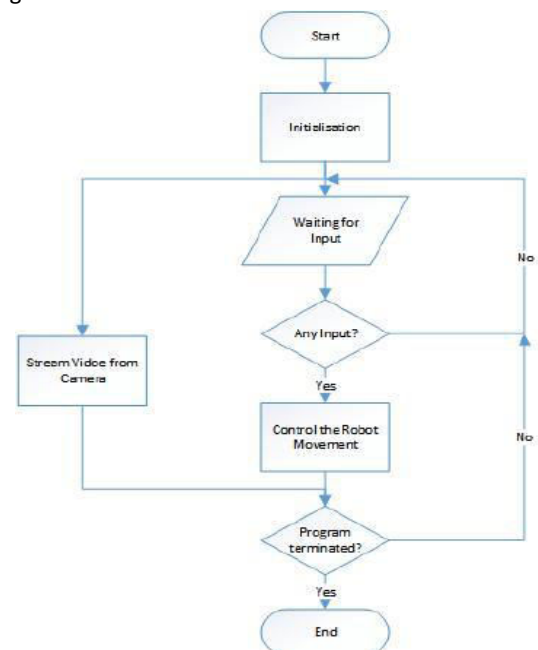 Start
Initialisation
Waiting for
Input
No
Any Input?
Stream Vidoe from
Camera
Yes
Control the Robot
Movement
No
Program
terminated?
Yes
End